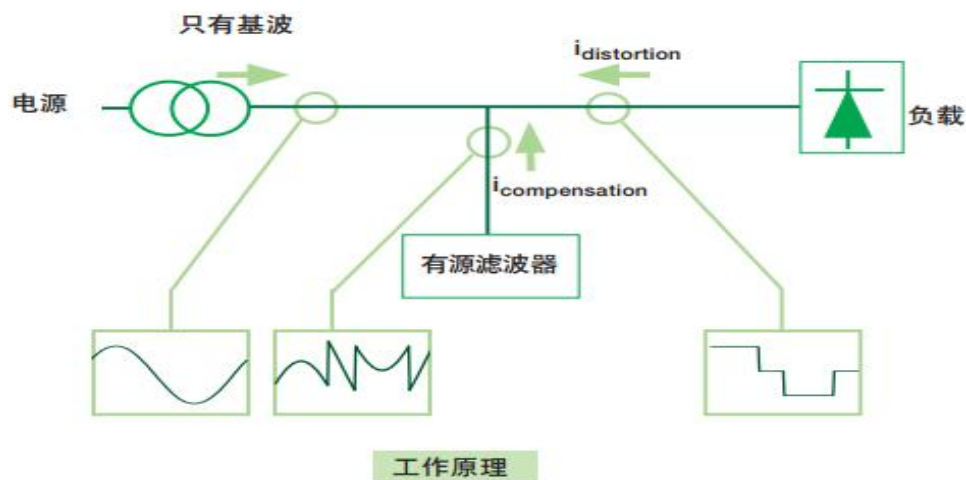 只有基波
idistortion
电源
负载
icompensation
有源滤波器
工作原理